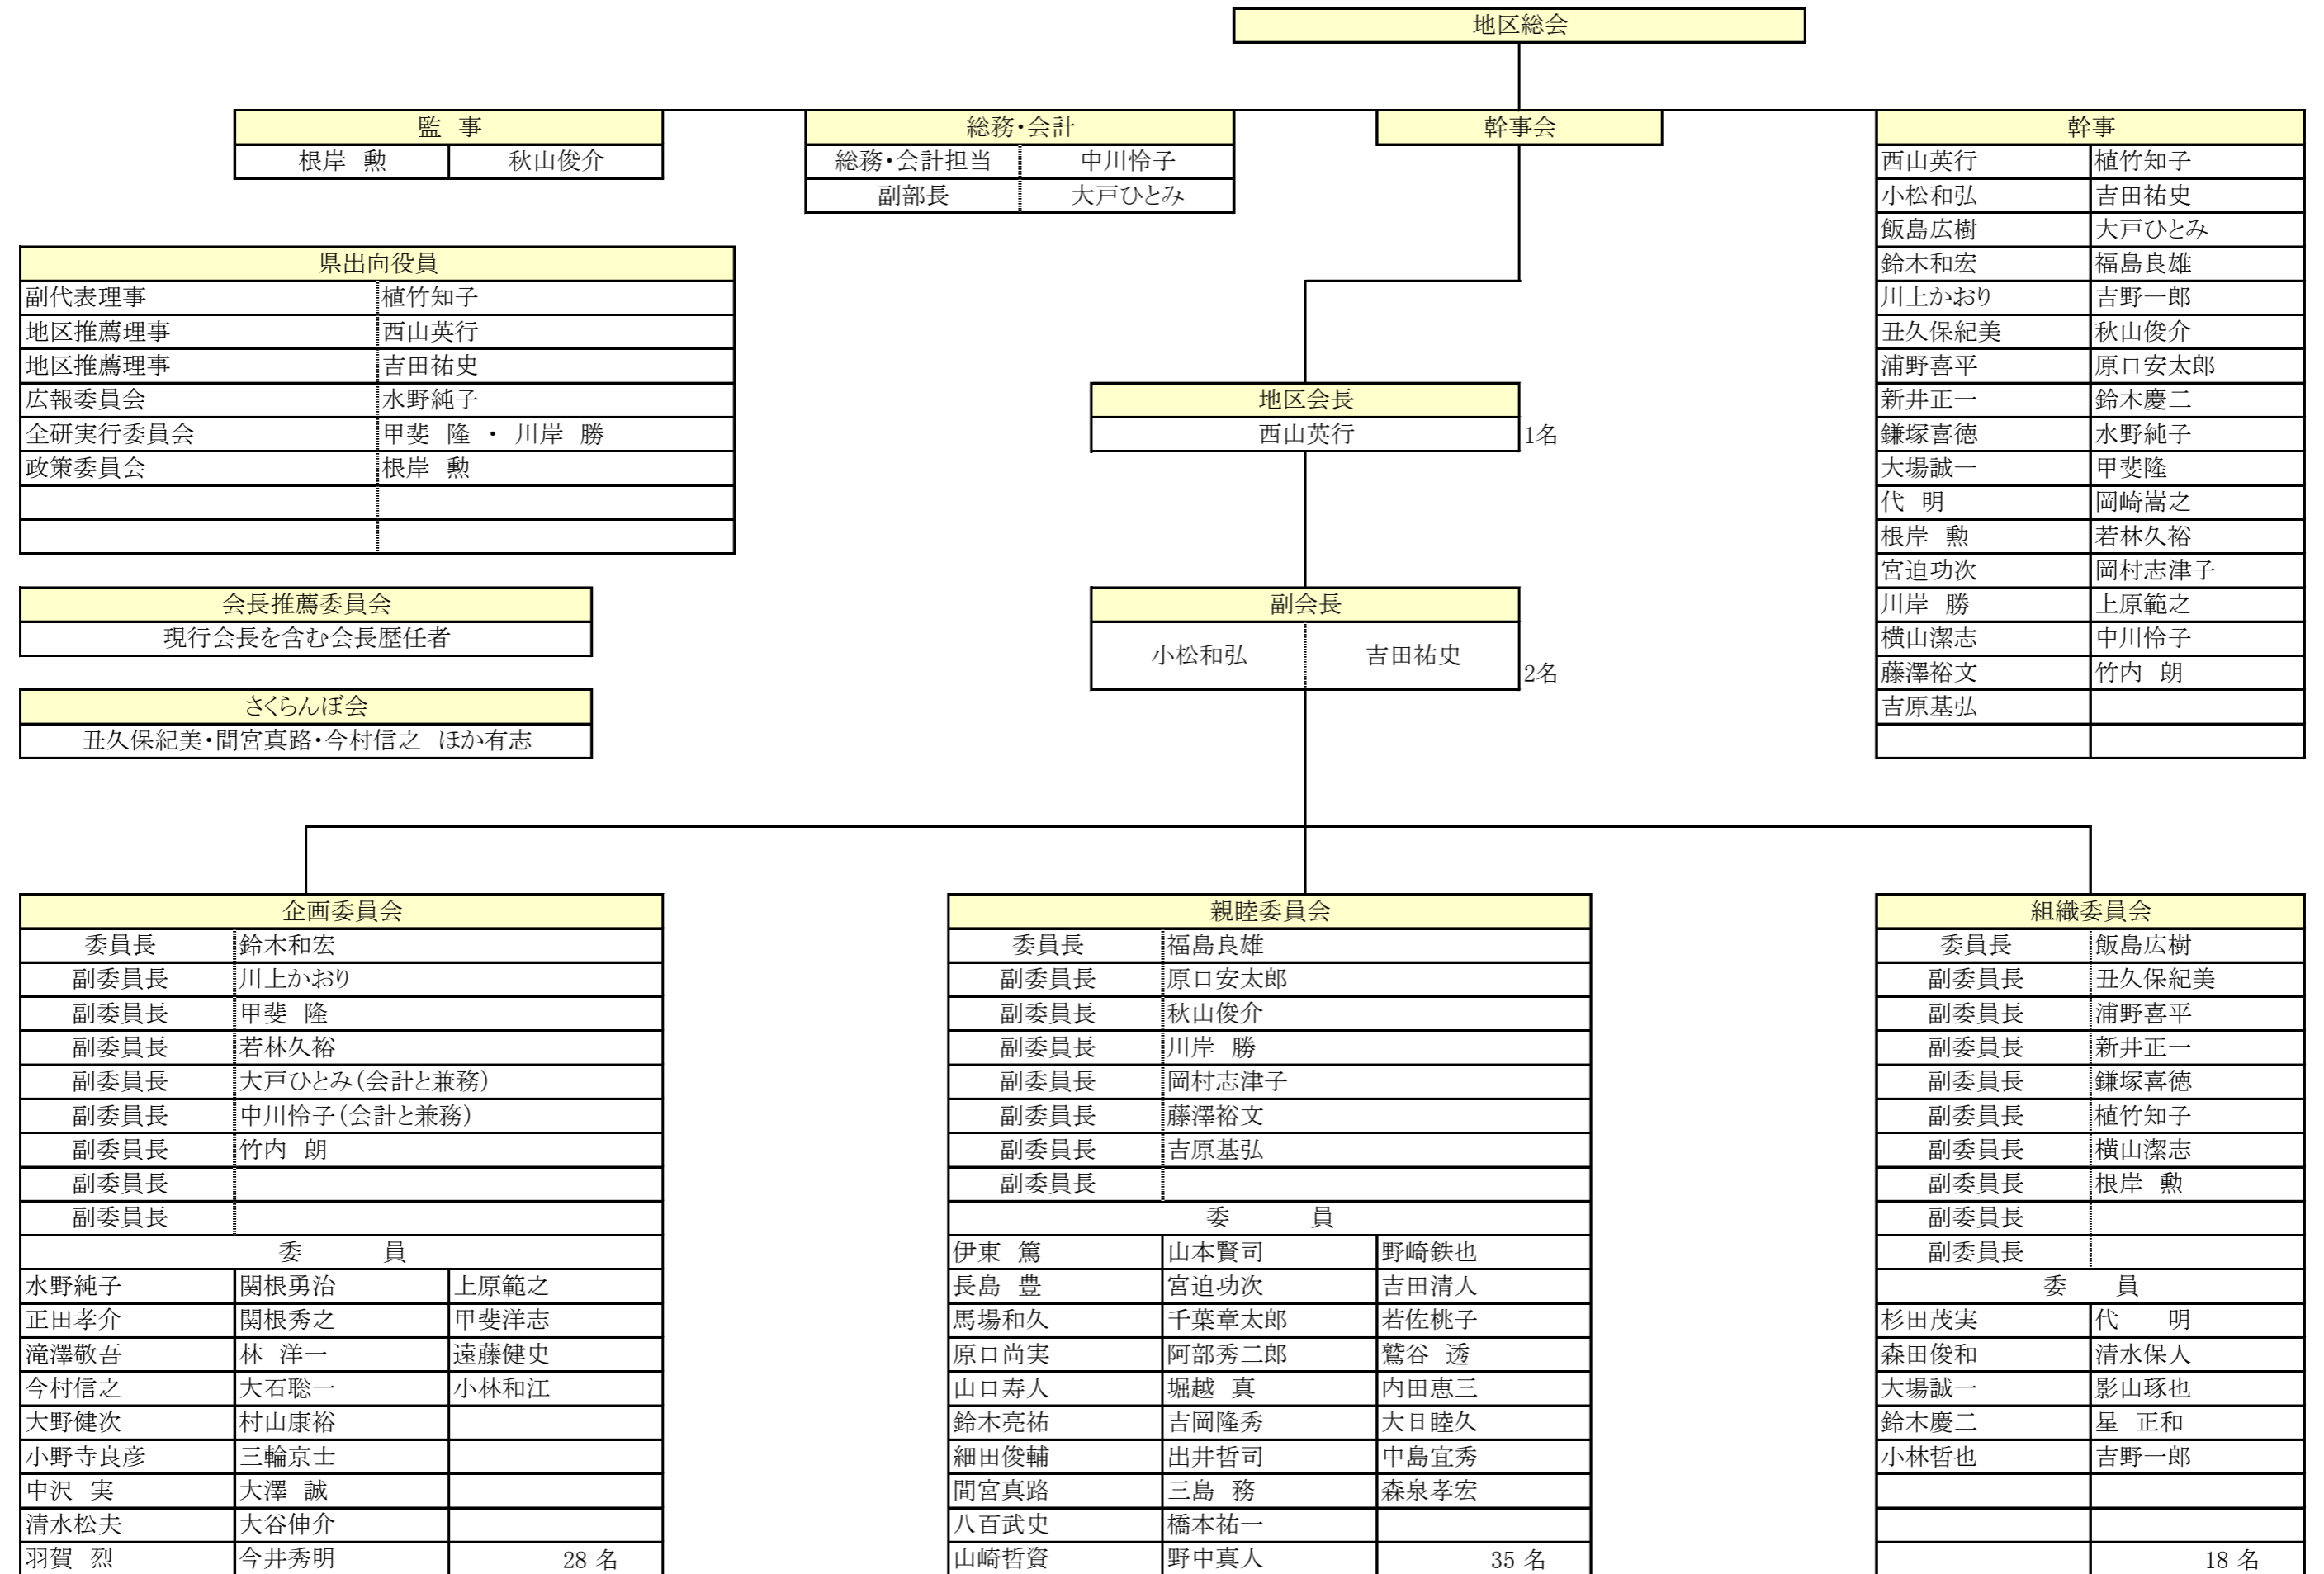 地区総会
監　事
根岸　勲　秋山俊介
総務・会計
総務・会計担当　中川怜子
副部長　大戸ひとみ
幹事会
幹事
西山英行　植竹知子
小松和弘　吉田祐史
飯島広樹　大戸ひとみ
鈴木和宏　福島良雄
川上かおり　吉野一郎
丑久保紀美　秋山俊介
浦野喜平　原口安太郎
新井正一　鈴木慶二
鎌塚喜徳　水野純子
大場誠一　甲斐隆
代　明　岡崎嵩之
根岸　勲　若林久裕
宮迫功次　岡村志津子
川岸　勝　上原範之
横山潔志　中川怜子
藤澤裕文　竹内　朗
吉原基弘
県出向役員
副代表理事　植竹知子
地区推薦理事　西山英行
地区推薦理事　吉田祐史
広報委員会　水野純子
全研実行委員会　甲斐　隆　・　川岸　勝
政策委員会　根岸　勲
会長推薦委員会
現行会長を含む会長歴任者
さくらんぼ会
丑久保紀美・間宮真路・今村信之　ほか有志
地区会長
西山英行　1名
副会長
小松和弘　吉田祐史　2名
企画委員会
委員長　鈴木和宏
副委員長　川上かおり
副委員長　甲斐　隆
副委員長　若林久裕
副委員長　大戸ひとみ（会計と兼務）
副委員長　中川怜子（会計と兼務）
副委員長　竹内　朗
副委員長
副委員長
委　　　員
水野純子　関根勇治　上原範之
正田孝介　関根秀之　甲斐洋志
滝澤敬吾　林　洋一　遠藤健史
今村信之　大石聡一　小林和江
大野健次　村山康裕
小野寺良彦　三輪京士
中沢　実　大澤　誠
清水松夫　大谷伸介
羽賀　烈　今井秀明　28 名
親睦委員会
委員長　福島良雄
副委員長　原口安太郎
副委員長　秋山俊介
副委員長　川岸　勝
副委員長　岡村志津子
副委員長　藤澤裕文
副委員長　吉原基弘
副委員長
委　　　員
伊東　篤　山本賢司　野崎鉄也
長島　豊　宮迫功次　吉田清人
馬場和久　千葉章太郎　若佐桃子
原口尚実　阿部秀二郎　鷲谷　透
山口寿人　堀越　真　内田恵三
鈴木亮祐　吉岡隆秀　大日睦久
細田俊輔　出井哲司　中島宜秀
間宮真路　三島　務　森泉孝宏
八百武史　橋本祐一
山崎哲資　野中真人　35 名
組織委員会
委員長　飯島広樹
副委員長　丑久保紀美
副委員長　浦野喜平
副委員長　新井正一
副委員長　鎌塚喜徳
副委員長　植竹知子
副委員長　横山潔志
副委員長　根岸　勲
副委員長
副委員長
委　　員
杉田茂実　代　　明
森田俊和　清水保人
大場誠一　影山琢也
鈴木慶二　星　正和
小林哲也　吉野一郎
18 名